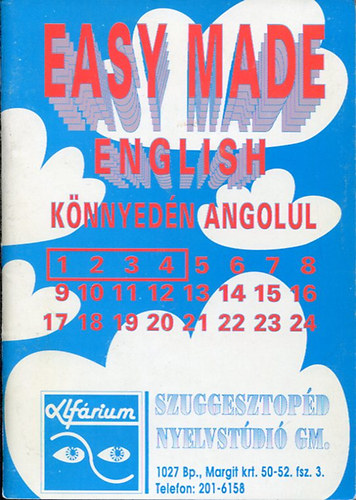 EASY MADE
ENGLISH
KÖNNYEDÉN ANGOLUL
1 2 3 4 5 6 7 8
9 10 11 12 13 14 15 16
17 18 19 20 21 22 23 24
Alfárium
SZUGGESZTOPÉD
NYELVSTÚDIÓ GM.
1027 Bp., Margit krt. 50-52. fsz. 3.
Telefon: 201-6158